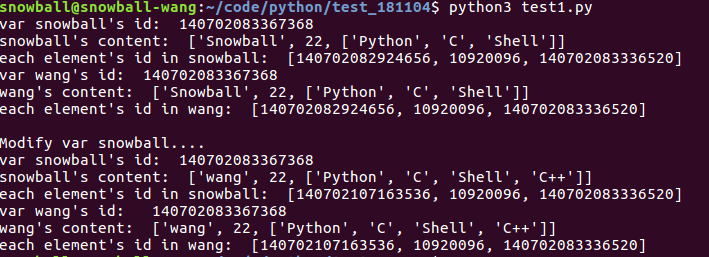 snowball@snowball-wang:~/code/python/test_181104$ python3 test1.py
var snowball's id:  140702083367368
snowball's content:  ['Snowball', 22, ['Python', 'C', 'Shell']]
each element's id in snowball:  [140702082924656, 10920096, 140702083336520]
var wang's id:  140702083367368
wang's content:  ['Snowball', 22, ['Python', 'C', 'Shell']]
each element's id in wang:  [140702082924656, 10920096, 140702083336520]
Modify var snowball....
var snowball's id:  140702083367368
snowball's content:  ['wang', 22, ['Python', 'C', 'Shell', 'C++']]
each element's id in snowball:  [140702107163536, 10920096, 140702083336520]
var wang's id:   140702083367368
wang's content:  ['wang', 22, ['Python', 'C', 'Shell', 'C++']]
each element's id in wang:  [140702107163536, 10920096, 140702083336520]